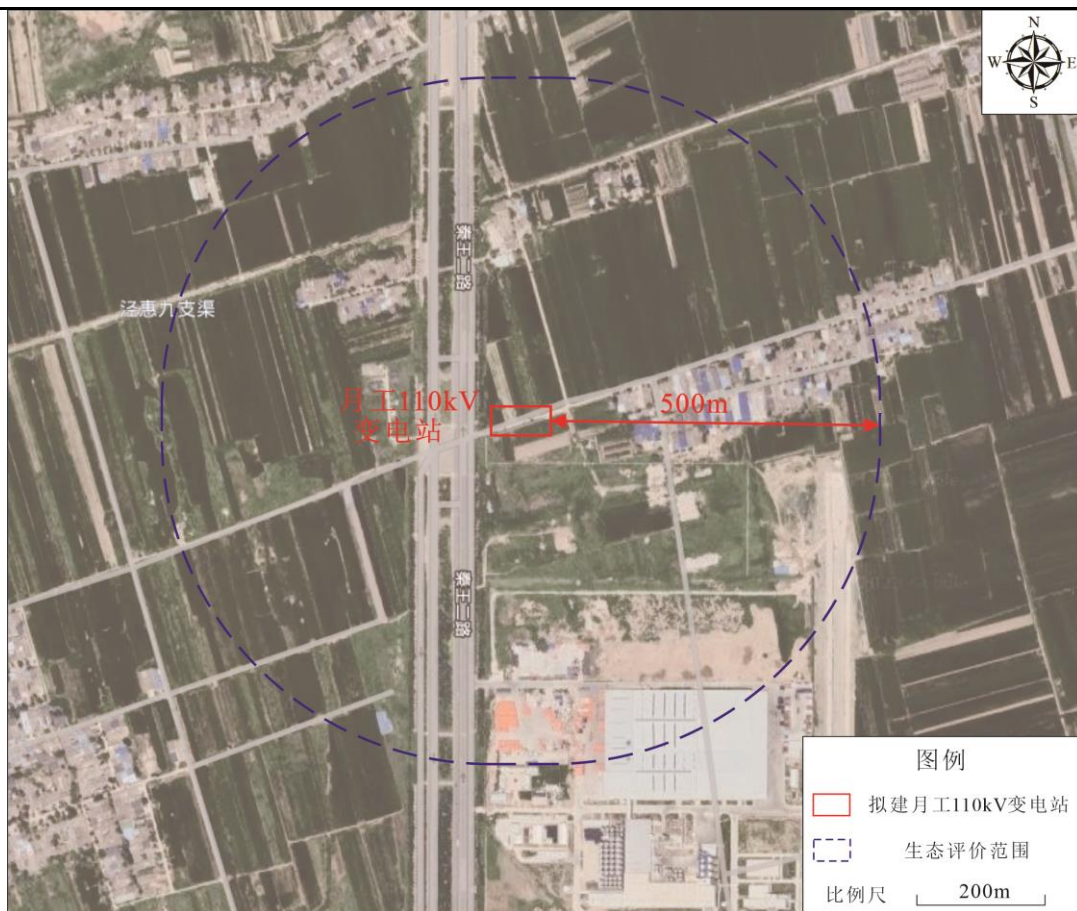 N
W E
S
秦王二路
泾惠九支渠
月工110kV
变电站
500m
秦王二路
图例
拟建月工110kV变电站
生态评价范围
比例尺 200m